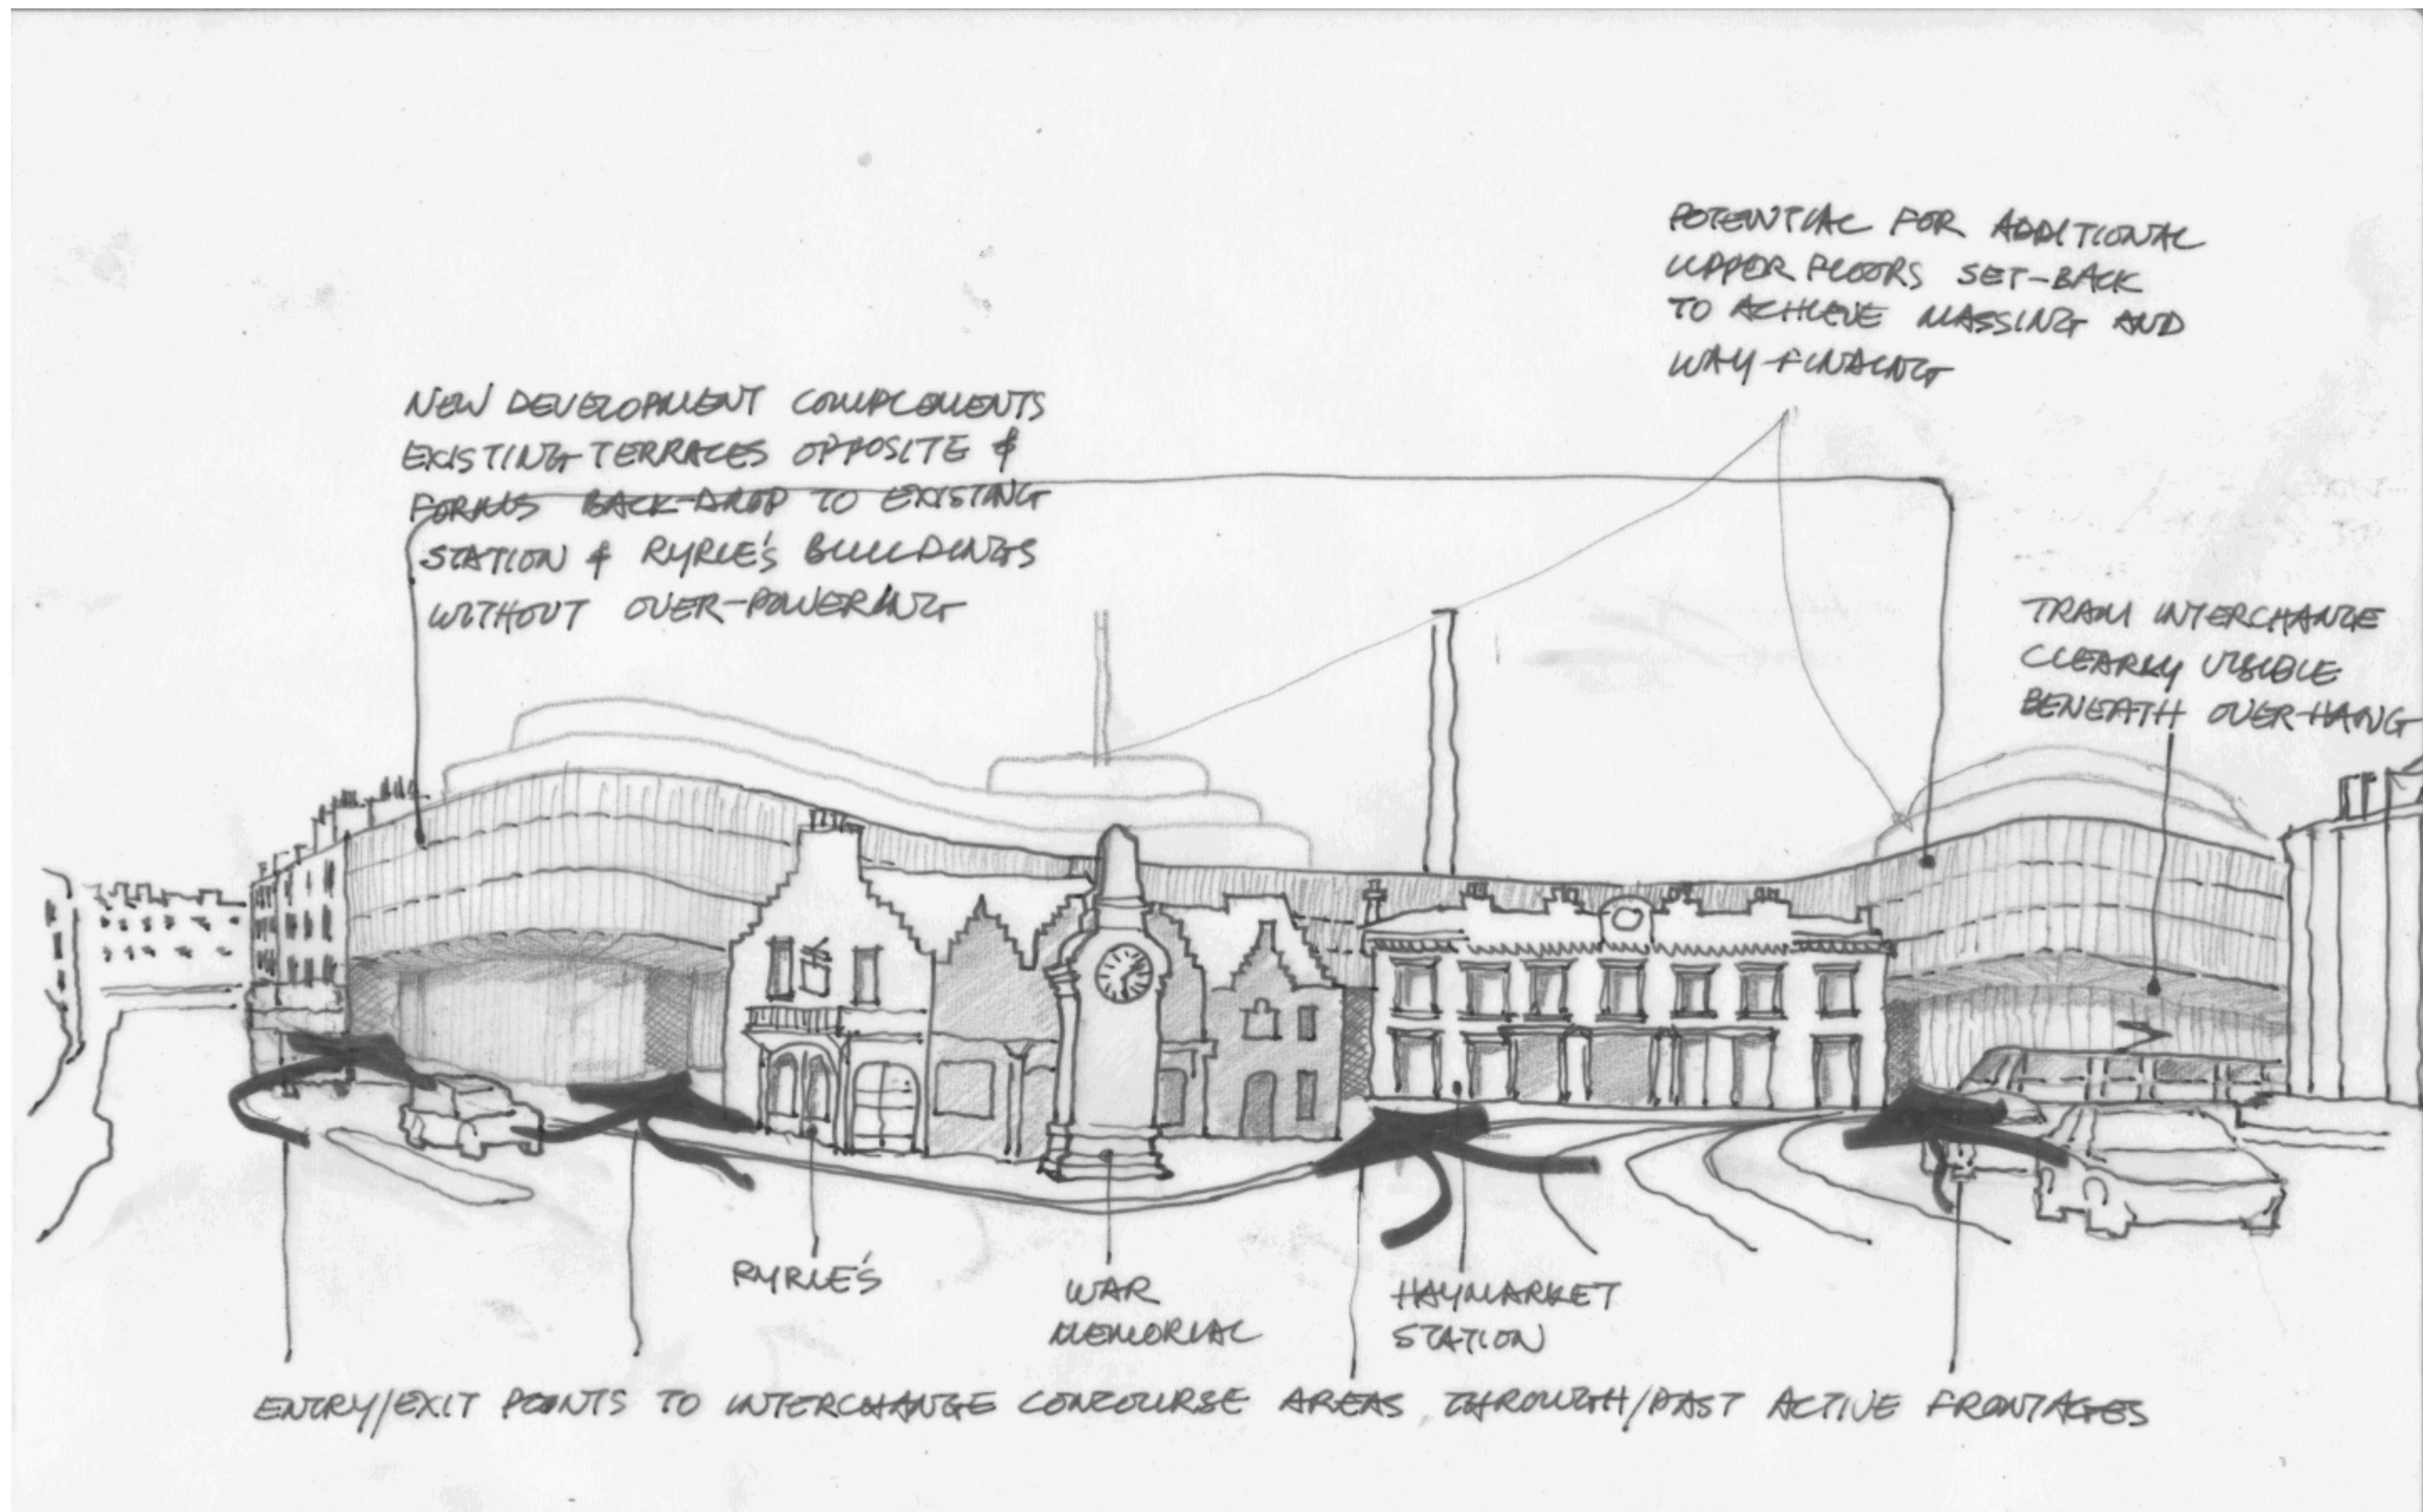 POTENTIAL FOR ADDITIONAL
UPPER FLOORS SET-BACK
TO ACHIEVE MASSING AND
WAY-FINDING
NEW DEVELOPMENT COMPLEMENTS
EXISTING TERRACES OPPOSITE &
FORMS BACK-DROP TO EXISTING
STATION & RYRIE'S BUILDINGS
WITHOUT OVER-POWERING
TRAM INTERCHANGE
CLEARLY VISIBLE
BENEATH OVER-HANG
RYRIE'S
WAR
MEMORIAL
HAYMARKET
STATION
ENTRY/EXIT POINTS TO INTERCHANGE CONCOURSE AREAS THROUGH/PAST ACTIVE FRONTAGES